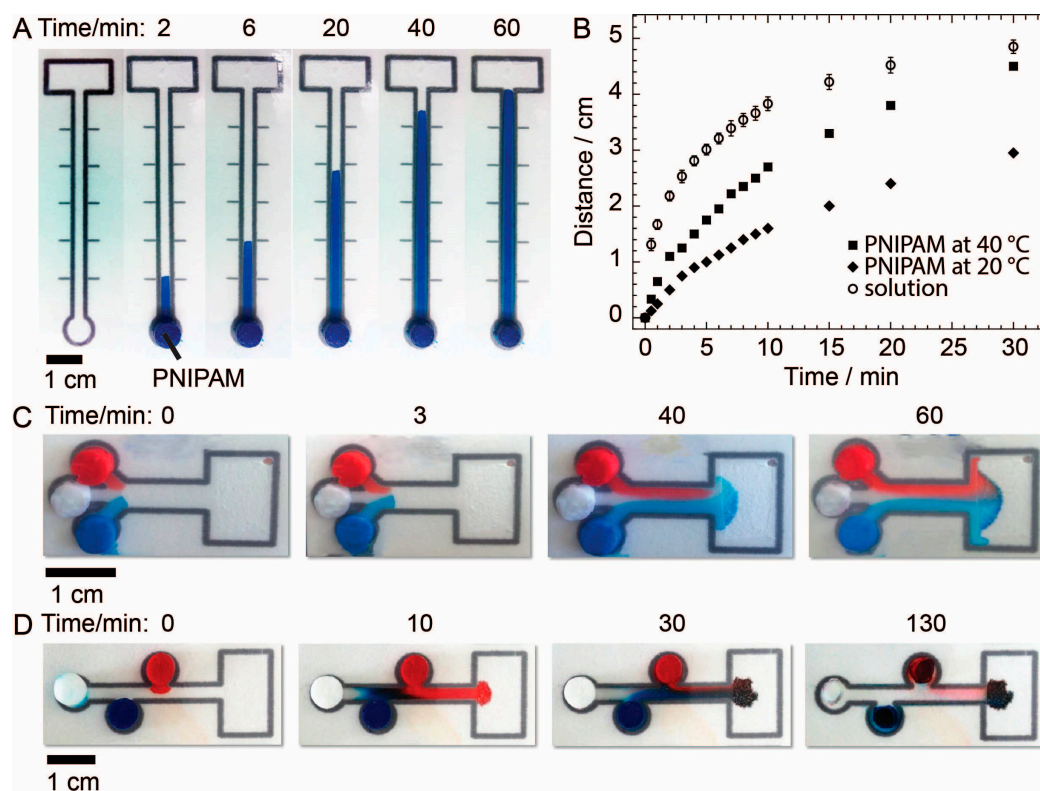 A Time/min: 2 6 20 40 60
1 cm
PNIPAM
B
Distance / cm
5
4
3
2
1
0
PNIPAM at 40 °C
PNIPAM at 20 °C
solution
0 5 10 15 20 25 30
Time / min
C Time/min: 0 3 40 60
1 cm
D Time/min: 0 10 30 130
1 cm